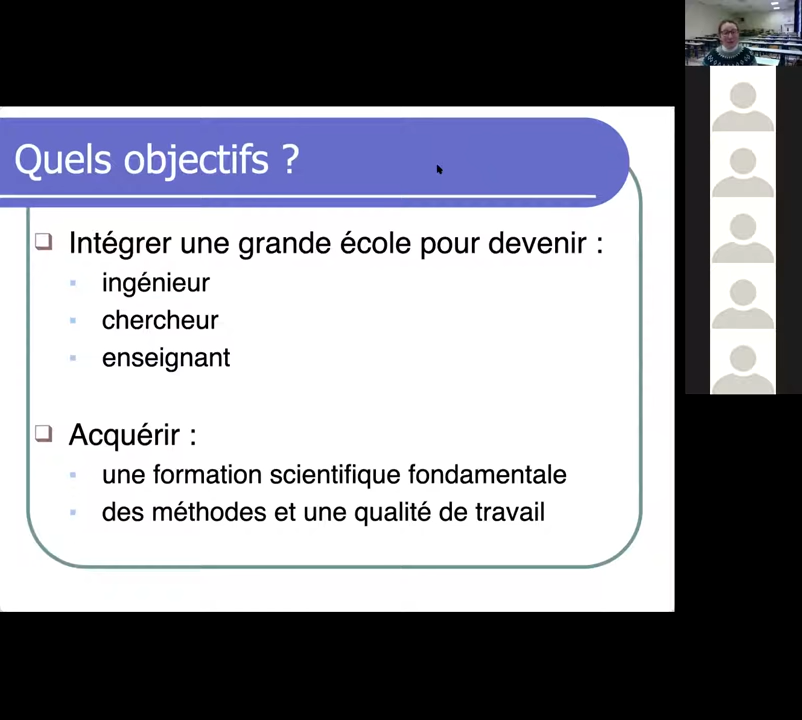 Quels objectifs ?
Intégrer une grande école pour devenir :
ingénieur
chercheur
enseignant
Acquérir :
une formation scientifique fondamentale
des méthodes et une qualité de travail